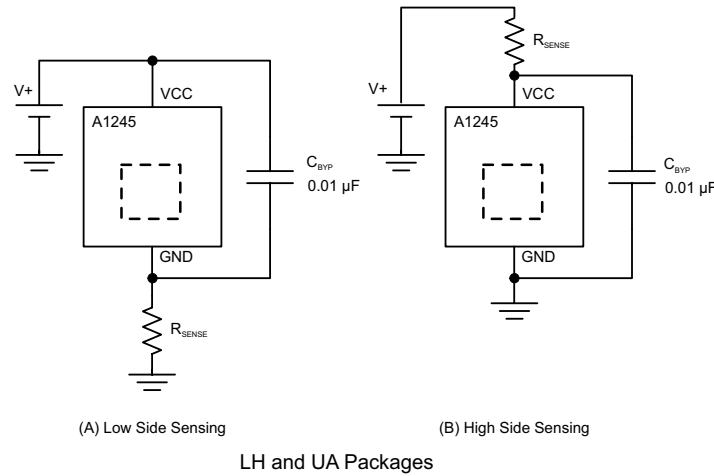 V+
VCC
A1245
C_BYP
0.01 µF
GND
R_SENSE
(A) Low Side Sensing
R_SENSE
V+
VCC
A1245
C_BYP
0.01 µF
GND
(B) High Side Sensing
LH and UA Packages